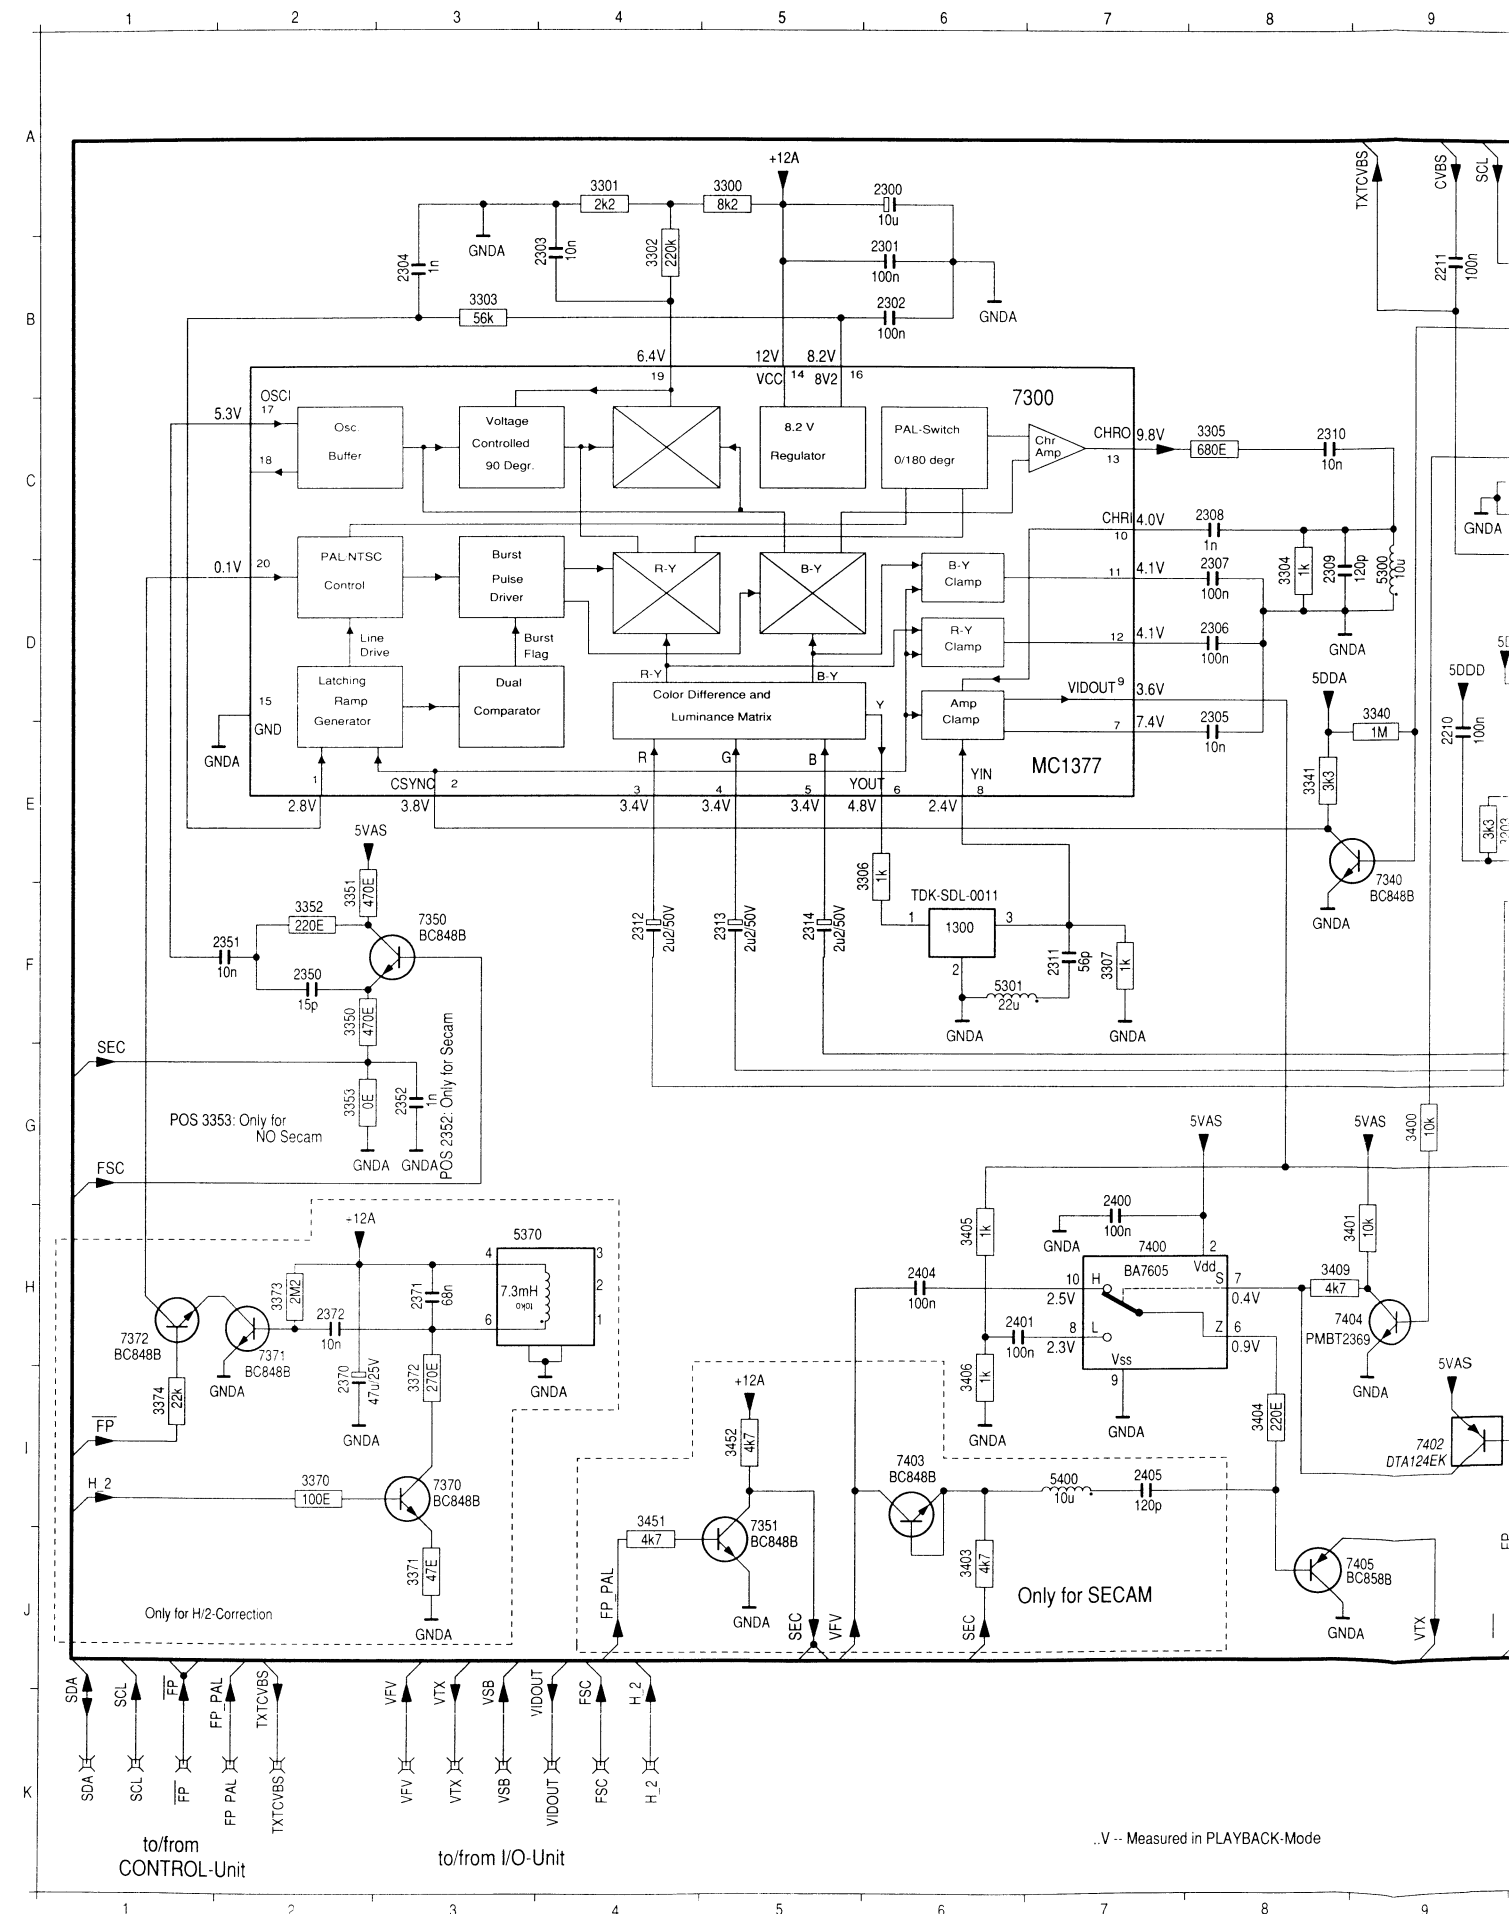 1 2 3 4 5 6 7 8 9
A
+12A
TXTCVBS
CVBS
SCL
3301
2k2
3300
8k2
2300
10u
GNDA
2304
1n
2303
10n
3302
220k
2301
100n
2211
100n
B
3303
56k
2302
100n
GNDA
6.4V
12V
8.2V
19
VCC
14
8V2
16
7300
OSCI
17
5.3V
18
Osc.
Buffer
Voltage
Controlled
90 Degr.
8.2 V
Regulator
PAL-Switch
0/180 degr
Chr
Amp
CHRO
9.8V
13
3305
680E
2310
10n
C
GNDA
CHRI
4.0V
10
2308
1n
0.1V
20
PAL-NTSC
Control
Burst
Pulse
Driver
R-Y
B-Y
B-Y
Clamp
11
4.1V
2307
100n
3304
1k
2309
120p
5300
10u
D
Line
Drive
Burst
Flag
R-Y
Clamp
12
4.1V
2306
100n
GNDA
R-Y
B-Y
Latching
Ramp
Generator
Dual
Comparator
Color Difference and
Luminance Matrix
Y
Amp
Clamp
VIDOUT
9
3.6V
5DDA
5DDD
15
GND
GNDA
7
7.4V
2305
10n
3340
1M
2210
100n
R
G
B
MC1377
1
CSYNC
2
3
4
5
YOUT
6
YIN
8
3341
3k3
E
2.8V
3.8V
3.4V
3.4V
3.4V
4.8V
2.4V
3k3
5VAS
3351
470E
3306
1k
7340
BC848B
3352
220E
7350
BC848B
TDK-SDL-0011
1
1300
3
2
GNDA
2351
10n
2312
2u2/50V
2313
2u2/50V
2314
2u2/50V
F
2350
15p
2311
56p
3307
1k
5301
22u
3350
470E
GNDA
GNDA
SEC
POS 2352: Only for Secam
3353
0E
2352
1n
G
POS 3353: Only for
NO Secam
GNDA
GNDA
5VAS
5VAS
3400
10k
FSC
+12A
5370
4
3
2
1
6
7.3mH
toko
2400
100n
GNDA
3405
1k
3401
10k
7400
BA7605
2
Vdd
H
3373
2M2
2371
68n
2404
100n
10
H
2.5V
S
7
0.4V
3409
4k7
7372
BC848B
7371
BC848B
2372
10n
2401
100n
8
L
2.3V
Z
6
0.9V
Vss
9
7404
PMBT2369
3374
22k
GNDA
2370
47u/25V
3372
270E
GNDA
+12A
3406
1k
5VAS
GNDA
FP
GNDA
GNDA
GNDA
3404
220E
I
3452
4k7
7403
BC848B
7402
DTA124EK
H_2
3370
100E
7370
BC848B
5400
10u
2405
120p
3451
4k7
7351
BC848B
3371
47E
FP_PAL
3403
4k7
7405
BC858B
FP
J
Only for H/2-Correction
GNDA
GNDA
SEC
VFV
SEC
Only for SECAM
GNDA
VTX
SDA
SCL
FP
FP_PAL
TXTCVBS
VFV
VTX
VSB
VIDOUT
FSC
H_2
K
SDA
SCL
FP
FP PAL
TXTCVBS
VFV
VTX
VSB
VIDOUT
FSC
H_2
to/from
CONTROL-Unit
to/from I/O-Unit
..V -- Measured in PLAYBACK-Mode
1 2 3 4 5 6 7 8 9